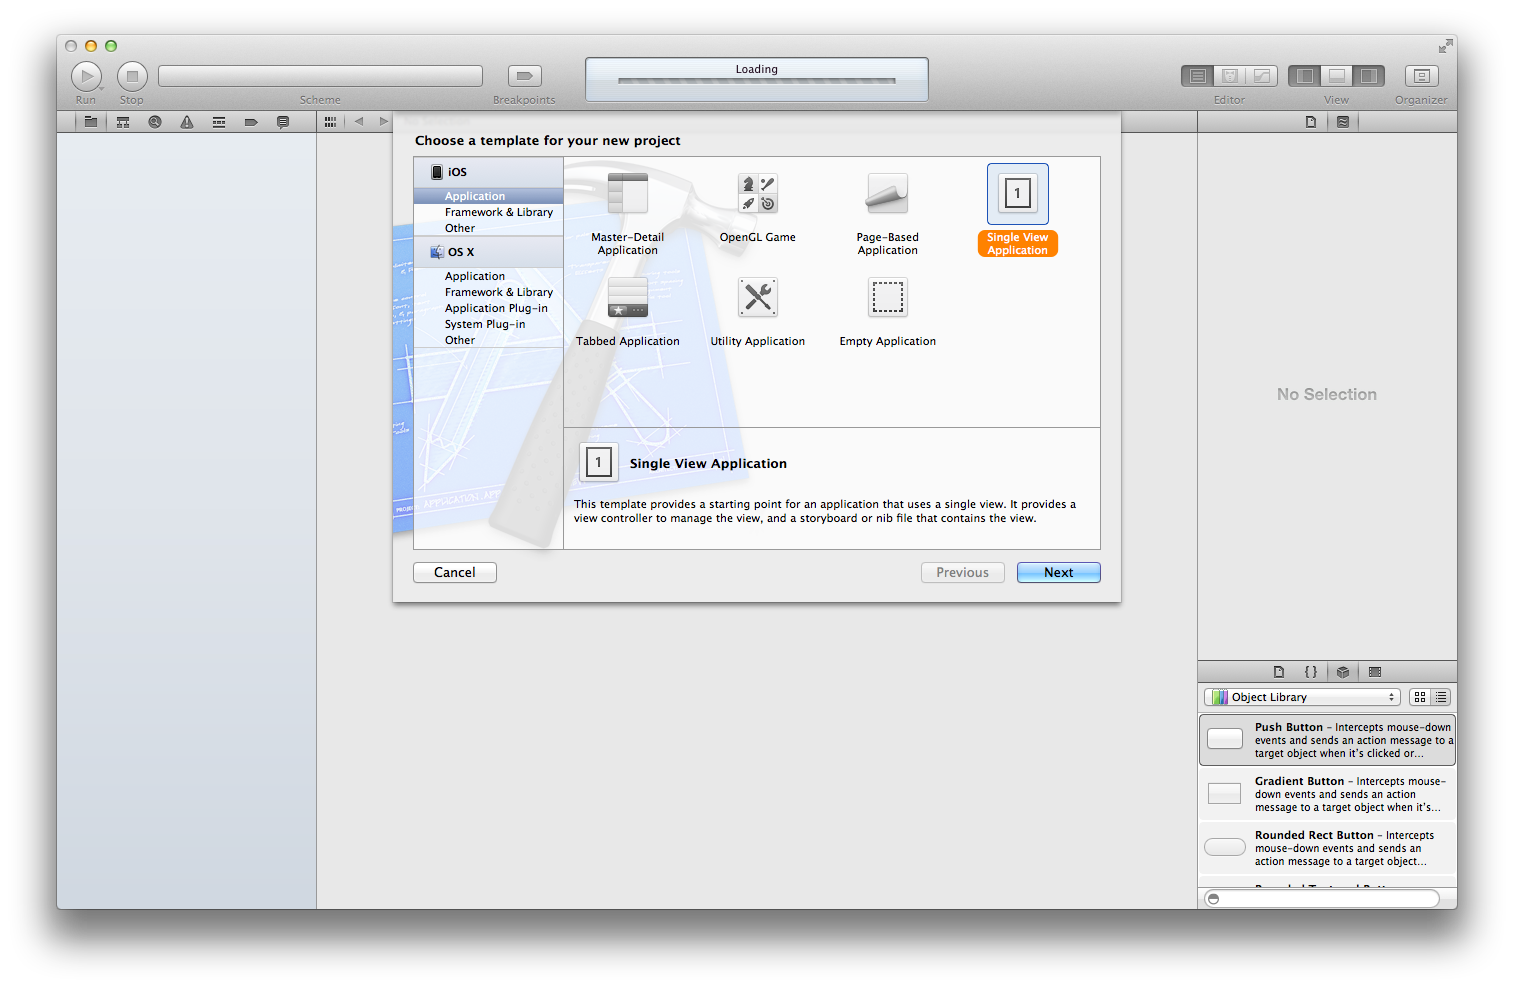 Loading
Run
Stop
Scheme
Breakpoints
Editor
View
Organizer
Choose a template for your new project
iOS
Application
Framework & Library
Other
OS X
Application
Framework & Library
Application Plug-in
System Plug-in
Other
Master-Detail
Application
OpenGL Game
Page-Based
Application
1
Single View
Application
Tabbed Application
Utility Application
Empty Application
1
Single View Application
This template provides a starting point for an application that uses a single view. It provides a
view controller to manage the view, and a storyboard or nib file that contains the view.
Cancel
Previous
Next
No Selection
{ }
Object Library
Push Button – Intercepts mouse-down
events and sends an action message to a
target object when it's clicked or...
Gradient Button – Intercepts mouse-
down events and sends an action
message to a target object when it's...
Rounded Rect Button – Intercepts
mouse-down events and sends an
action message to a target object...